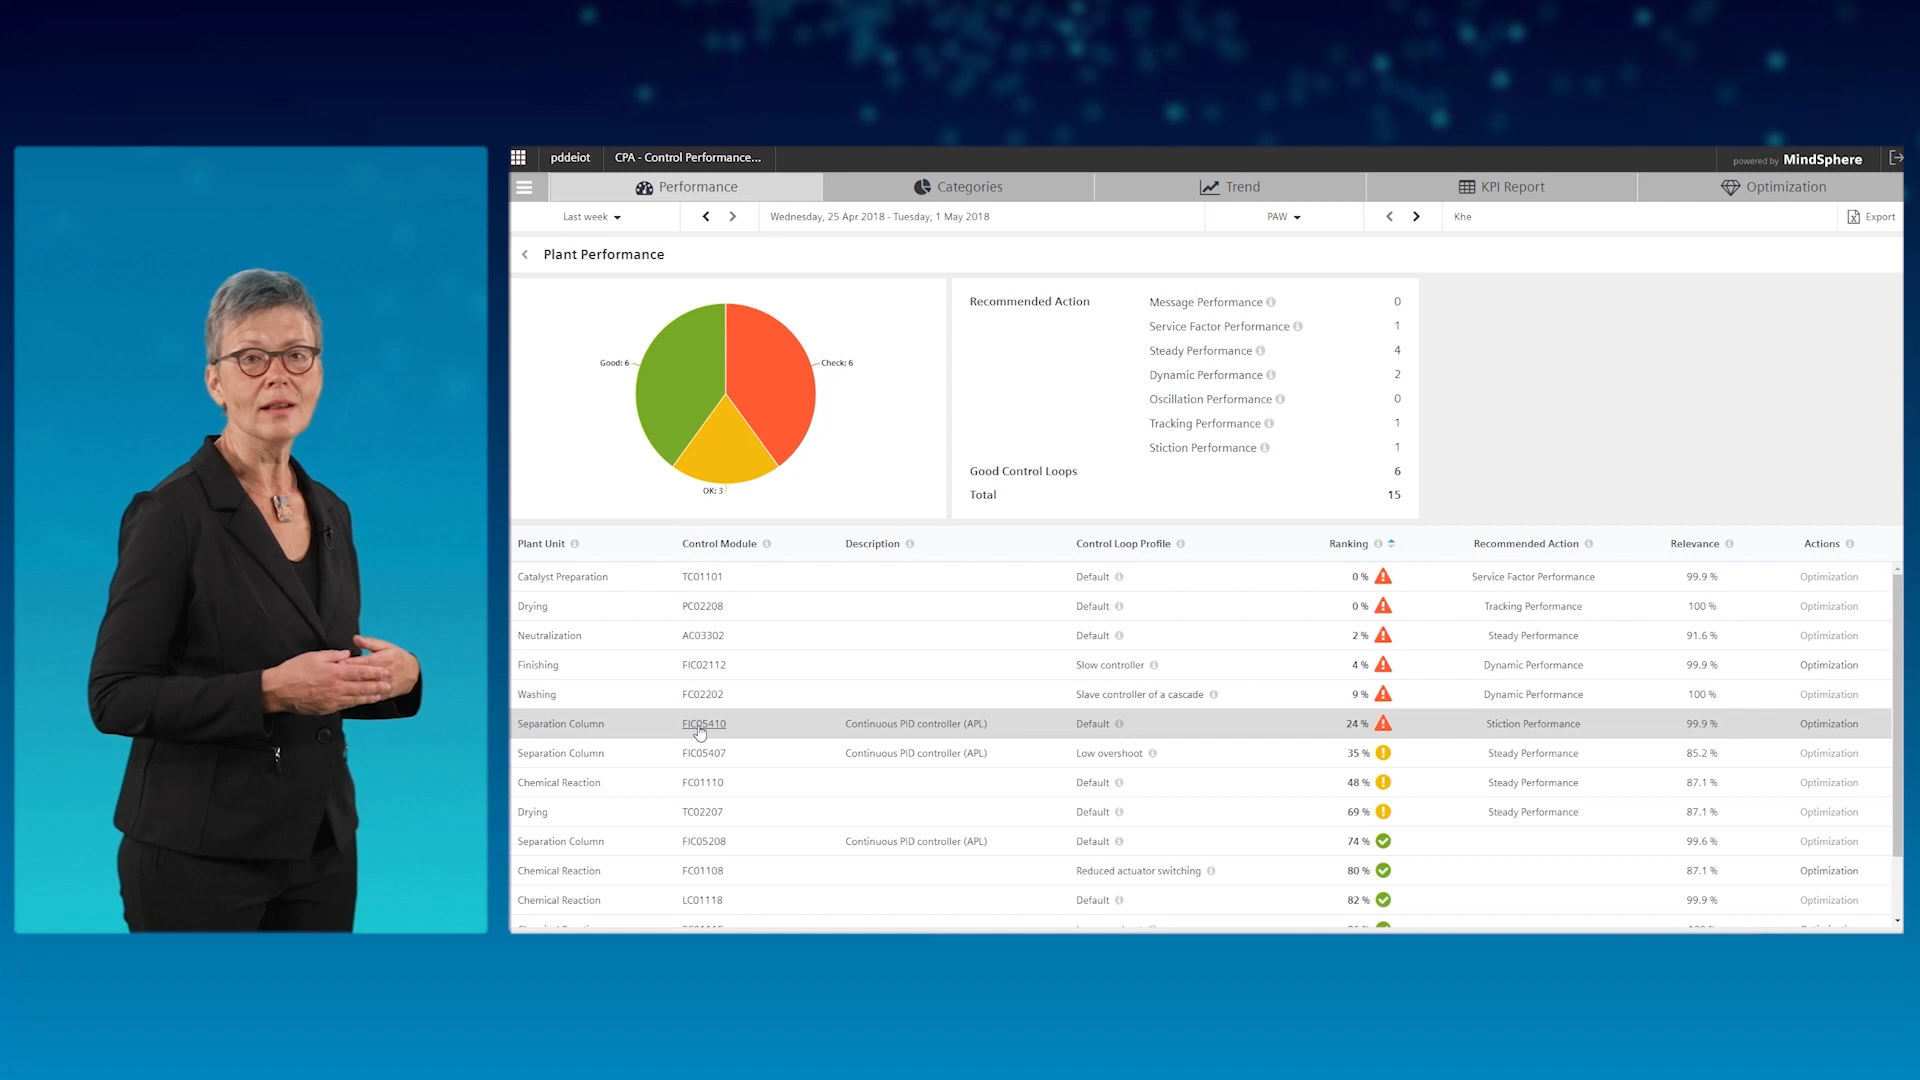 pddeiot CPA - Control Performance... powered by MindSphere
Performance Categories Trend KPI Report Optimization
Last week Wednesday, 25 Apr 2018 - Tuesday, 1 May 2018 PAW Khe Export
Plant Performance
Good: 6
Check: 6
OK: 3
Recommended Action Message Performance 0
Service Factor Performance 1
Steady Performance 4
Dynamic Performance 2
Oscillation Performance 0
Tracking Performance 1
Stiction Performance 1
Good Control Loops 6
Total 15
Plant Unit Control Module Description Control Loop Profile Ranking Recommended Action Relevance Actions
Catalyst Preparation TC01101 Default 0 % Service Factor Performance 99.9 % Optimization
Drying PC02208 Default 0 % Tracking Performance 100 % Optimization
Neutralization AC03302 Default 2 % Steady Performance 91.6 % Optimization
Finishing FIC02112 Slow controller 4 % Dynamic Performance 99.9 % Optimization
Washing FC02202 Slave controller of a cascade 9 % Dynamic Performance 100 % Optimization
Separation Column FIC05410 Continuous PID controller (APL) Default 24 % Stiction Performance 99.9 % Optimization
Separation Column FIC05407 Continuous PID controller (APL) Low overshoot 35 % Steady Performance 85.2 % Optimization
Chemical Reaction FC01110 Default 48 % Steady Performance 87.1 % Optimization
Drying TC02207 Default 69 % Steady Performance 87.1 % Optimization
Separation Column FIC05208 Continuous PID controller (APL) Default 74 % 99.6 % Optimization
Chemical Reaction FC01108 Reduced actuator switching 80 % 87.1 % Optimization
Chemical Reaction LC01118 Default 82 % 99.9 % Optimization